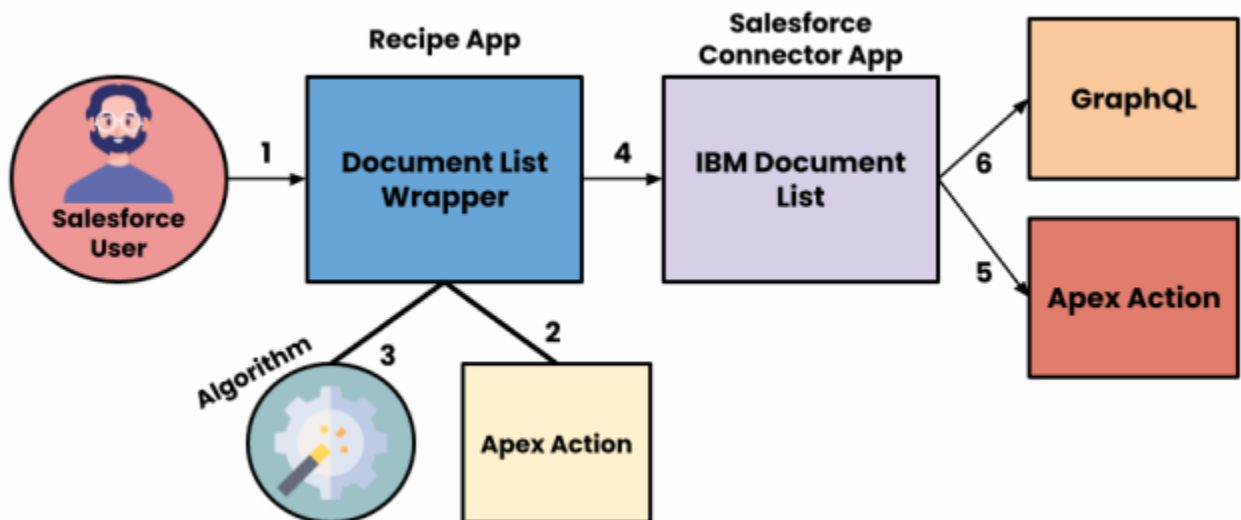 Recipe App
Salesforce
Connector App
Salesforce
User
1
Document List
Wrapper
4
IBM Document
List
6
GraphQL
5
Apex Action
Algorithm
3
2
Apex Action